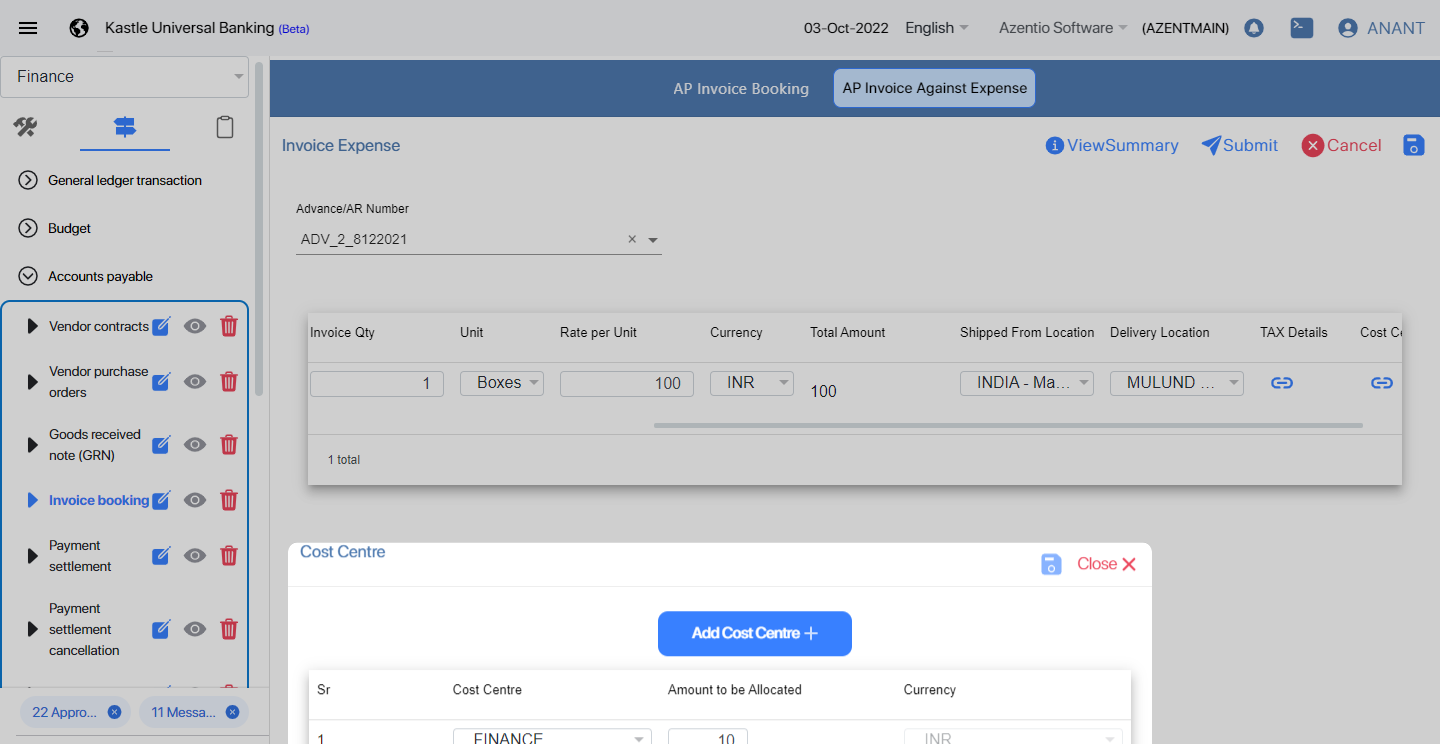 Kastle Universal Banking (Beta)
03-Oct-2022
English
Azentio Software
(AZENTMAIN)
ANANT
Finance
General ledger transaction
Budget
Accounts payable
Vendor contracts
Vendor purchase
orders
Goods received
note (GRN)
Invoice booking
Payment
settlement
Payment
settlement
cancellation
22 Appro...
11 Messa...
AP Invoice Booking
AP Invoice Against Expense
Invoice Expense
ViewSummary
Submit
Cancel
Advance/AR Number
ADV_2_8122021
Invoice Qty Unit Rate per Unit Currency Total Amount Shipped From Location Delivery Location TAX Details Cost Ce
1 Boxes 100 INR 100 INDIA - Ma... MULUND ...
1 total
Cost Centre
Close
Add Cost Centre +
Sr Cost Centre Amount to be Allocated Currency
1 FINANCE 10 INR